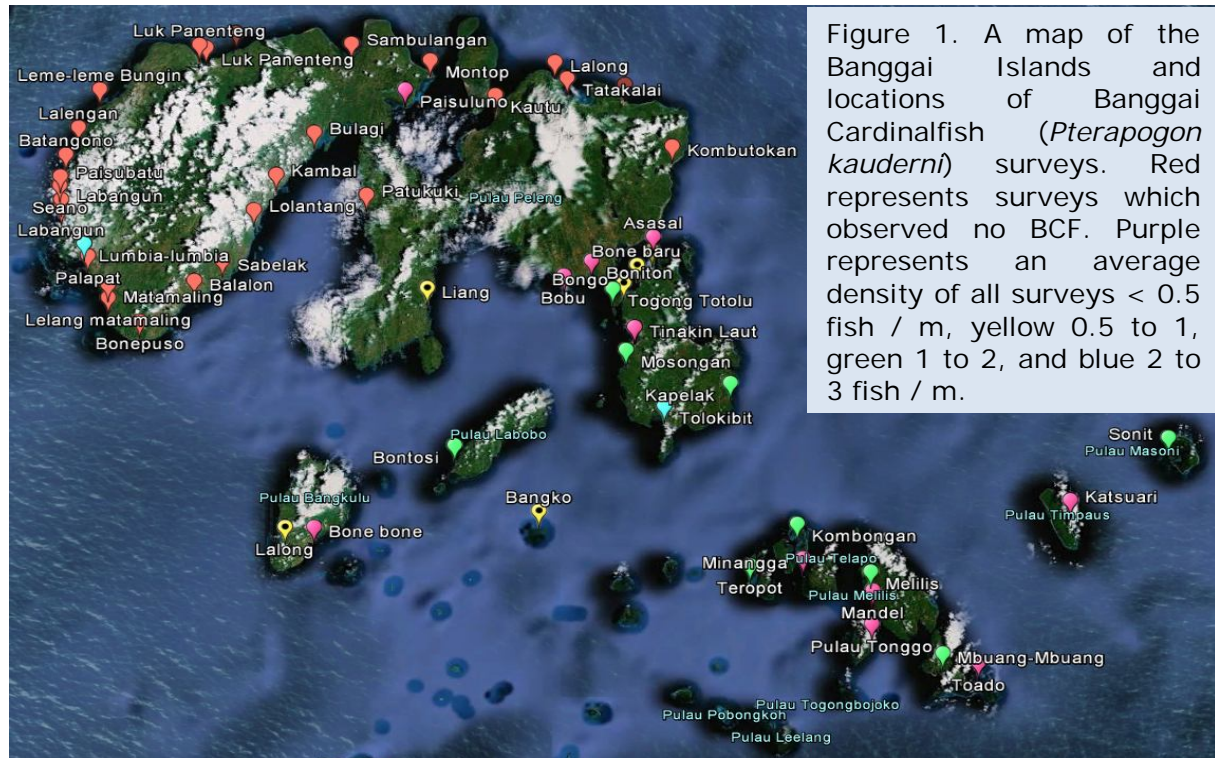 Figure 1. A map of the
Banggai Islands and
locations of Banggai
Cardinalfish (Pterapogon
kauderni) surveys. Red
represents surveys which
observed no BCF. Purple
represents an average
density of all surveys < 0.5
fish / m, yellow 0.5 to 1,
green 1 to 2, and blue 2 to
3 fish / m.
Luk Panenteng
Luk Panenteng
Sambulangan
Leme-leme Bungin
Montop
Lalong
Tatakalai
Paisuluno
Kautu
Lalengan
Batangono
Bulagi
Kombutokan
Paisubatu
Kambal
Labangun
Seano
Lolantang
Patukuki
Pulau Peleng
Labangun
Asasal
Lumbia-lumbia
Bone baru
Palapat
Sabelak
Boniton
Bongo
Balalon
Liang
Bobu
Togong Totolu
Matamaling
Lelang matamaling
Bonepuso
Tinakin Laut
Mosongan
Kapelak
Tolokibit
Pulau Labobo
Bontosi
Sonit
Pulau Masoni
Pulau Bangkulu
Bangko
Katsuari
Pulau Timpaus
Bone bone
Lalong
Kombongan
Minangga
Pulau Telapo
Teropot
Melilis
Pulau Melilis
Mandel
Pulau Tonggo
Mbuang-Mbuang
Toado
Pulau Togongbojoko
Pulau Pobongkoh
Pulau Leelang